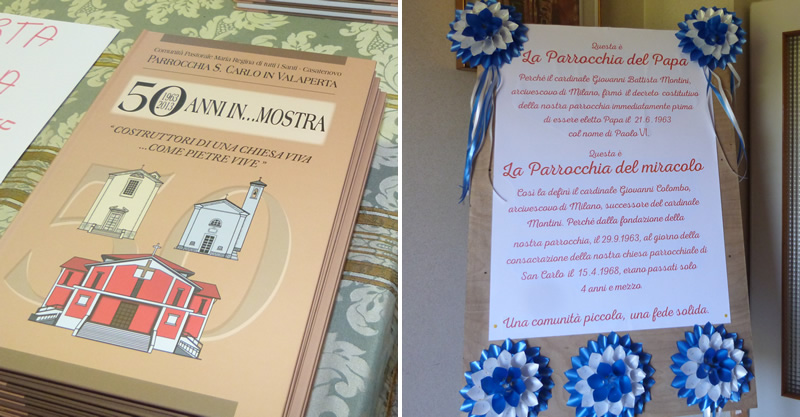 RTA
A
E
Comunità Pastorale Maria Regina di tutti i Santi - Casatenovo
PARROCCHIA S. CARLO IN VALAPERTA
50 ANNI IN...MOSTRA
1963
2013
"COSTRUTTORI DI UNA CHIESA VIVA
...COME PIETRE VIVE"
Questa è
La Parrocchia del Papa
Perché il cardinale Giovanni Battista Montini,
arcivescovo di Milano, firmò il decreto costitutivo
della nostra parrocchia immediatamente prima
di essere eletto Papa il 21.6.1963
col nome di Paolo VI.
Questa è
La Parrocchia del miracolo
Così la definì il cardinale Giovanni Colombo,
arcivescovo di Milano, successore del cardinale
Montini. Perché dalla fondazione della
nostra parrocchia, il 29.9.1963, al giorno della
consacrazione della nostra chiesa parrocchiale di
San Carlo il 15.4.1968, erano passati solo
4 anni e mezzo.
Una comunità piccola, una fede solida.